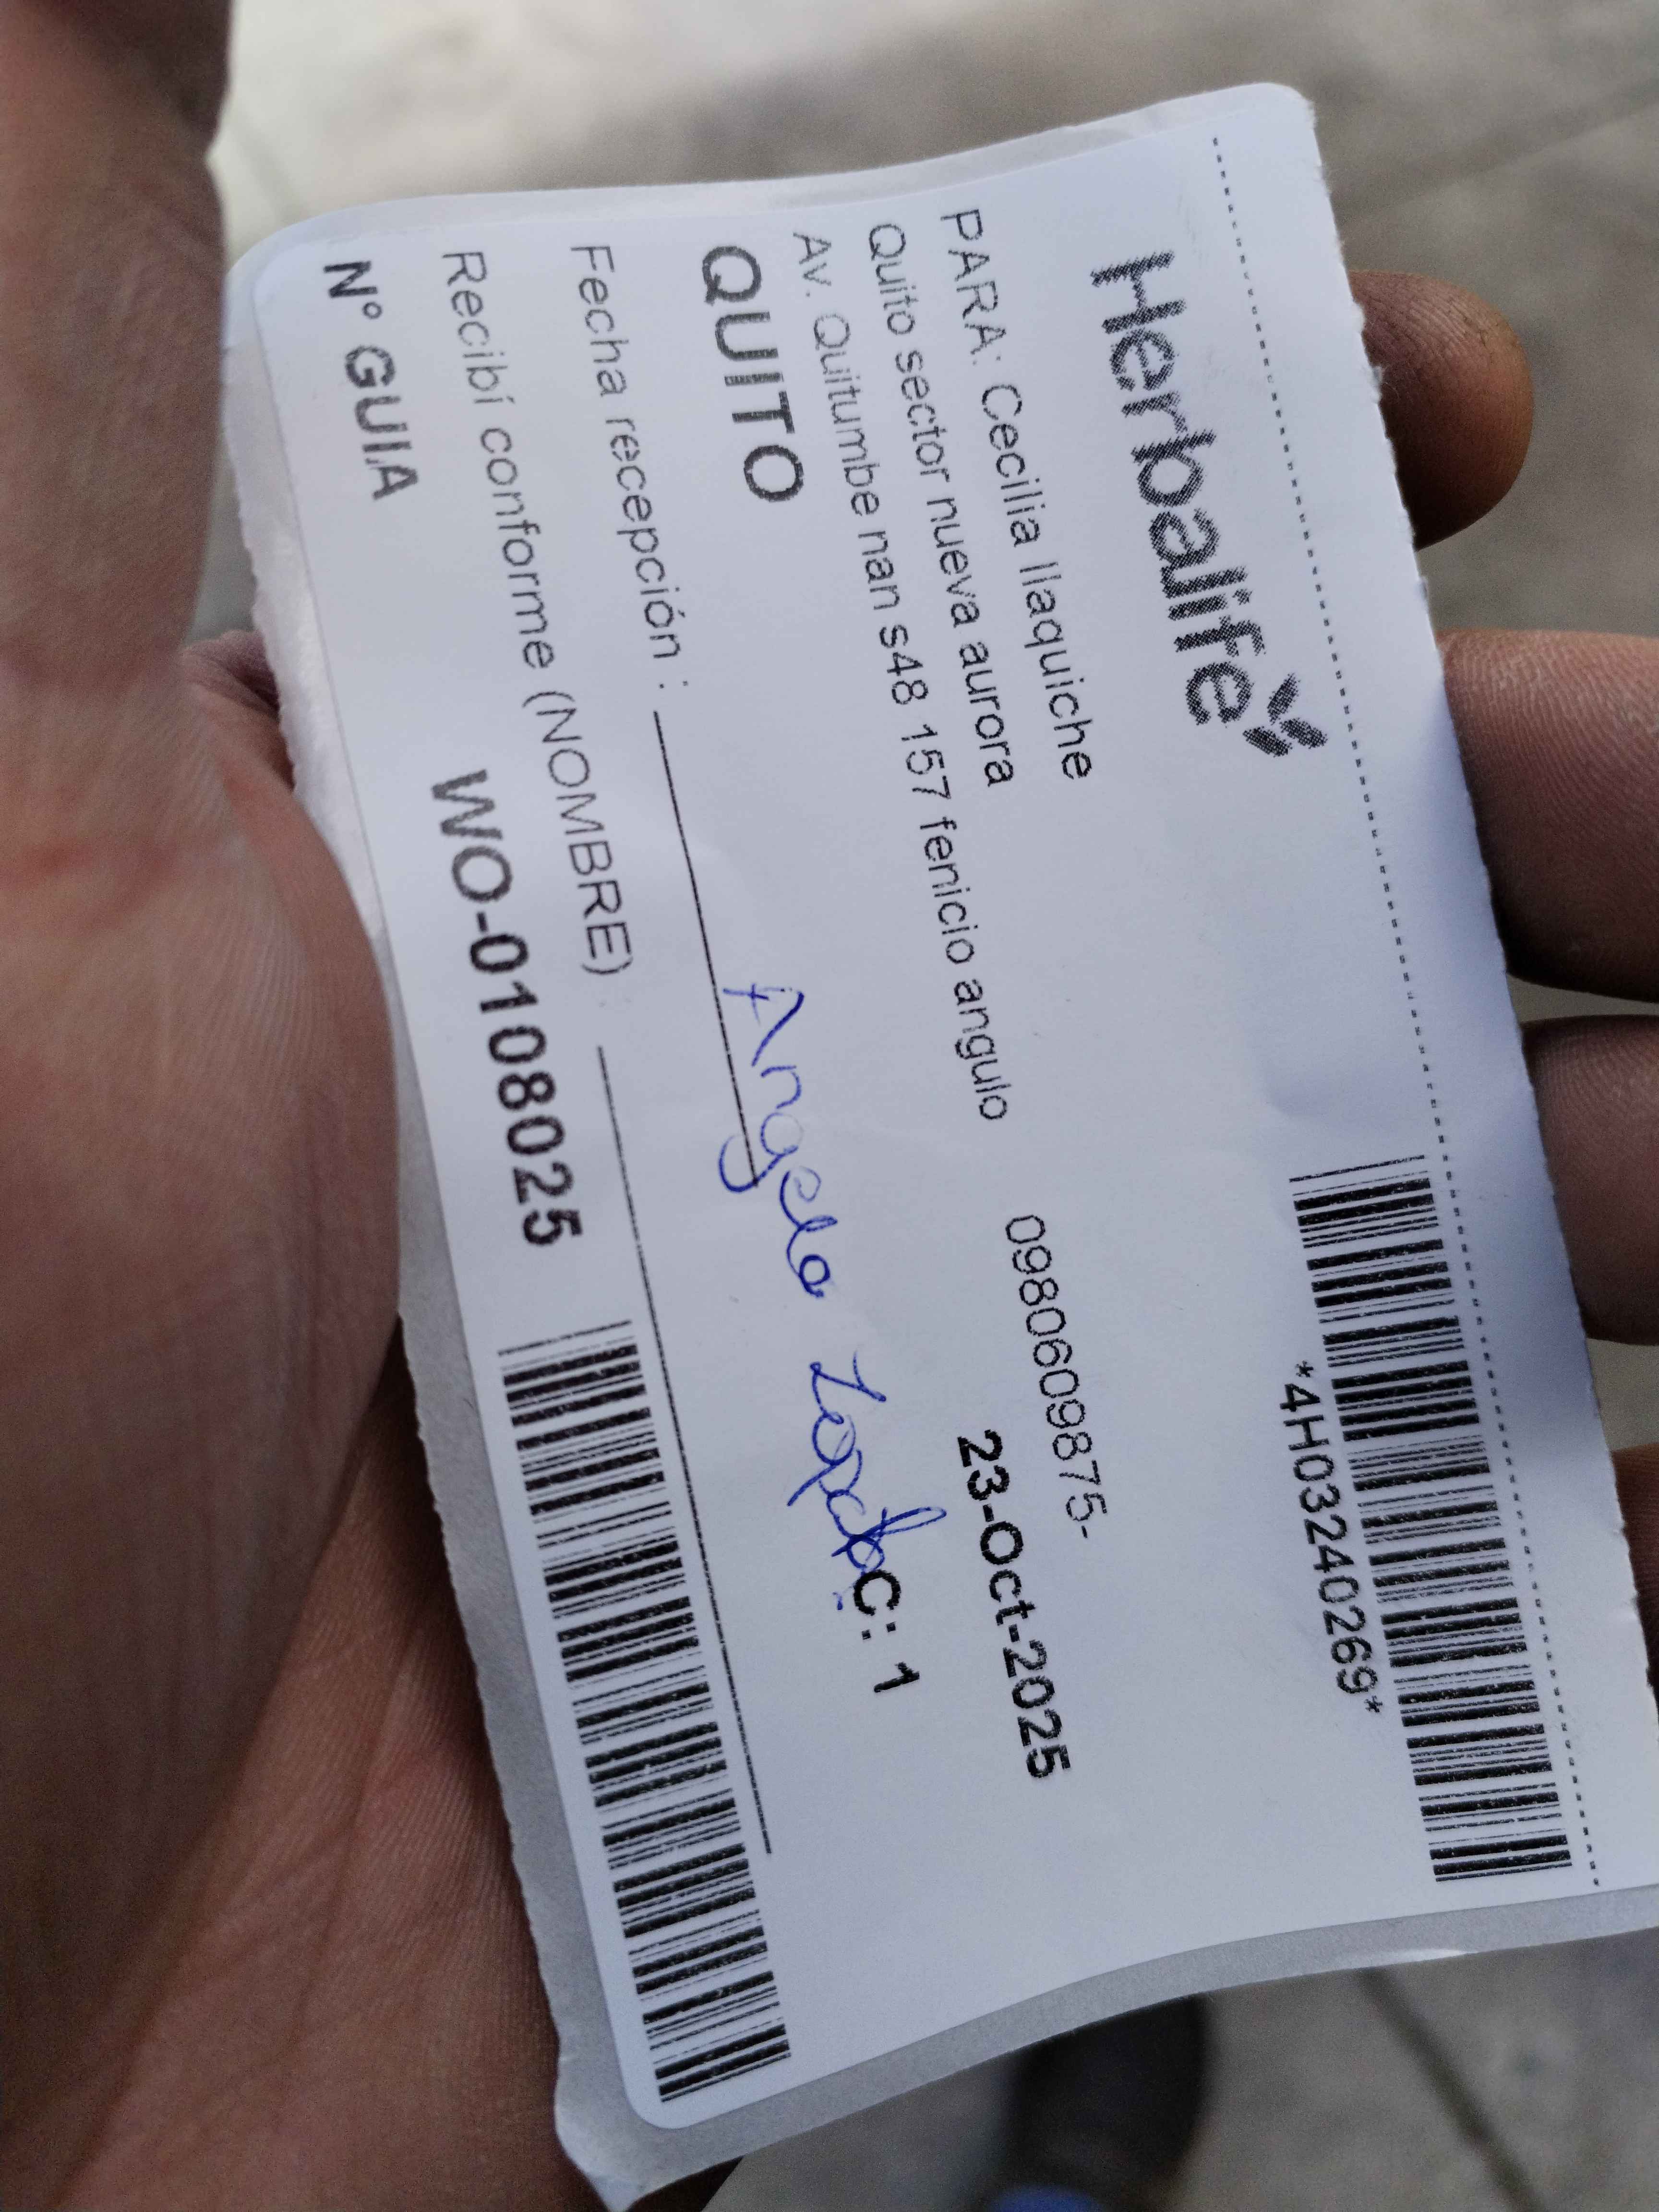 Herbalife
*4H03240269*
PARA: Cecilia llaquiche 0980609875-
Quito sector nueva aurora
Av. Quitumbe nan s48 157 fenicio angulo 23-Oct-2025
QUITO C: 1
Angelo
Fecha recepción :
Recibí conforme (NOMBRE) :
N° GUIA WO-0108025